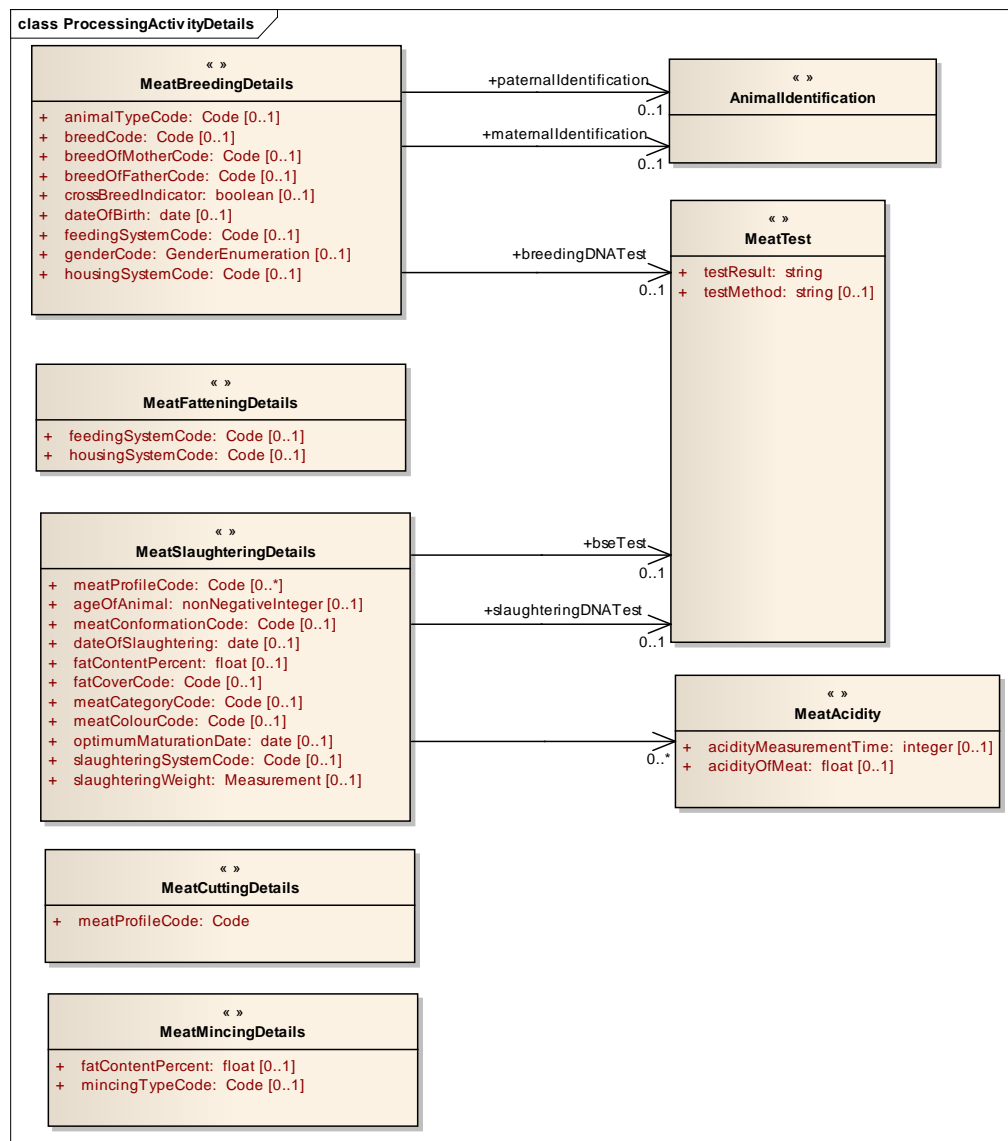 class ProcessingActivityDetails
« »
MeatBreedingDetails
+ animalTypeCode: Code [0..1]
+ breedCode: Code [0..1]
+ breedOfMotherCode: Code [0..1]
+ breedOfFatherCode: Code [0..1]
+ crossBreedIndicator: boolean [0..1]
+ dateOfBirth: date [0..1]
+ feedingSystemCode: Code [0..1]
+ genderCode: GenderEnumeration [0..1]
+ housingSystemCode: Code [0..1]
+paternalIdentification
0..1
+maternalIdentification
0..1
« »
AnimalIdentification
+breedingDNATest
0..1
« »
MeatTest
+ testResult: string
+ testMethod: string [0..1]
« »
MeatFatteningDetails
+ feedingSystemCode: Code [0..1]
+ housingSystemCode: Code [0..1]
« »
MeatSlaughteringDetails
+ meatProfileCode: Code [0..*]
+ ageOfAnimal: nonNegativeInteger [0..1]
+ meatConformationCode: Code [0..1]
+ dateOfSlaughtering: date [0..1]
+ fatContentPercent: float [0..1]
+ fatCoverCode: Code [0..1]
+ meatCategoryCode: Code [0..1]
+ meatColourCode: Code [0..1]
+ optimumMaturationDate: date [0..1]
+ slaughteringSystemCode: Code [0..1]
+ slaughteringWeight: Measurement [0..1]
+bseTest
0..1
+slaughteringDNATest
0..1
0..*
« »
MeatAcidity
+ acidityMeasurementTime: integer [0..1]
+ acidityOfMeat: float [0..1]
« »
MeatCuttingDetails
+ meatProfileCode: Code
« »
MeatMincingDetails
+ fatContentPercent: float [0..1]
+ mincingTypeCode: Code [0..1]